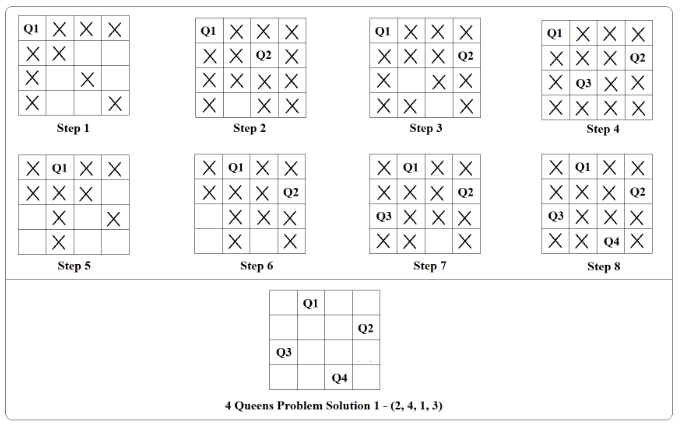 Q1 X X X
X X
X X
X X
Step 1
Q1 X X X
X X Q2 X
X X X X
X X X
Step 2
Q1 X X X
X X X Q2
X X X
X X X
Step 3
Q1 X X X
X X X Q2
X Q3 X X
X X X X
Step 4
X Q1 X X
X X X
X X
X
Step 5
X Q1 X X
X X X Q2
X X X
X X
Step 6
X Q1 X X
X X X Q2
Q3 X X X
X X X
Step 7
X Q1 X X
X X X Q2
Q3 X X X
X X Q4 X
Step 8
Q1
Q2
Q3
Q4
4 Queens Problem Solution 1 - (2, 4, 1, 3)